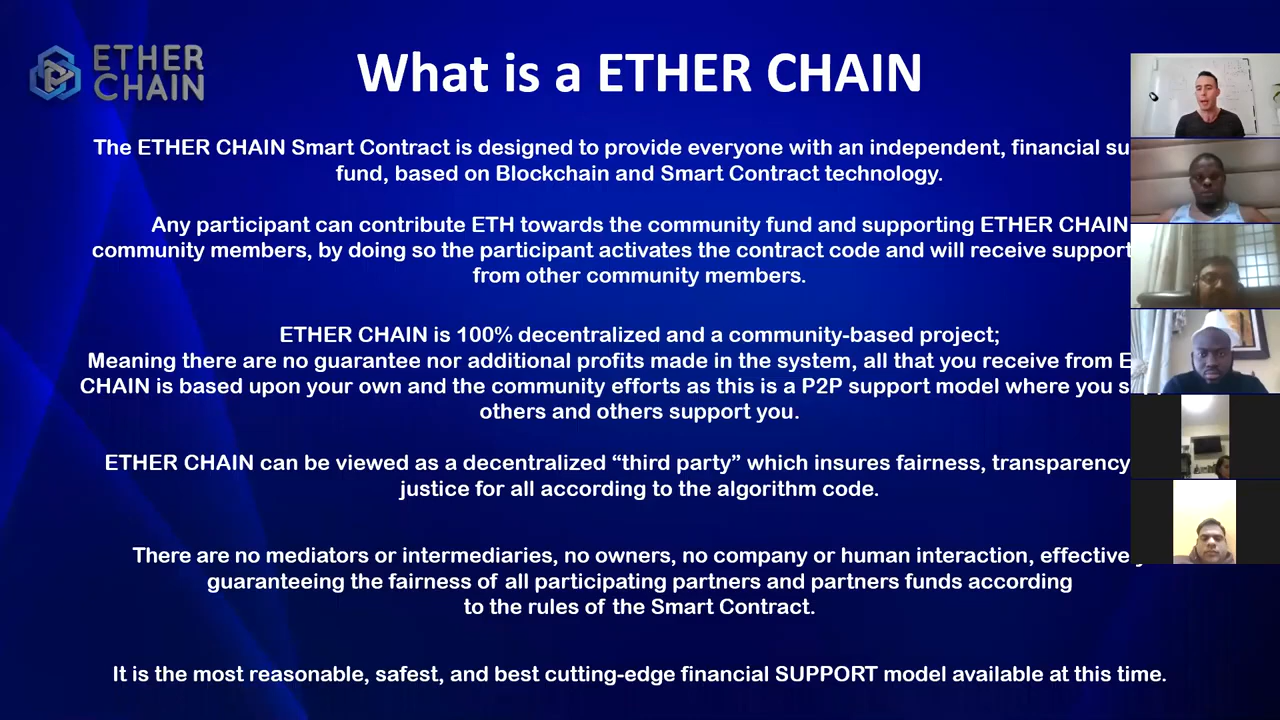 ETHER
CHAIN
What is a ETHER CHAIN
The ETHER CHAIN Smart Contract is designed to provide everyone with an independent, financial
fund, based on Blockchain and Smart Contract technology.
Any participant can contribute ETH towards the community fund and supporting ETHER CHAIN
community members, by doing so the participant activates the contract code and will receive support
from other community members.
ETHER CHAIN is 100% decentralized and a community-based project;
Meaning there are no guarantee nor additional profits made in the system, all that you receive from
CHAIN is based upon your own and the community efforts as this is a P2P support model where you
others and others support you.
ETHER CHAIN can be viewed as a decentralized “third party” which insures fairness, transparency
justice for all according to the algorithm code.
There are no mediators or intermediaries, no owners, no company or human interaction, effectively
guaranteeing the fairness of all participating partners and partners funds according
to the rules of the Smart Contract.
It is the most reasonable, safest, and best cutting-edge financial SUPPORT model available at this time.